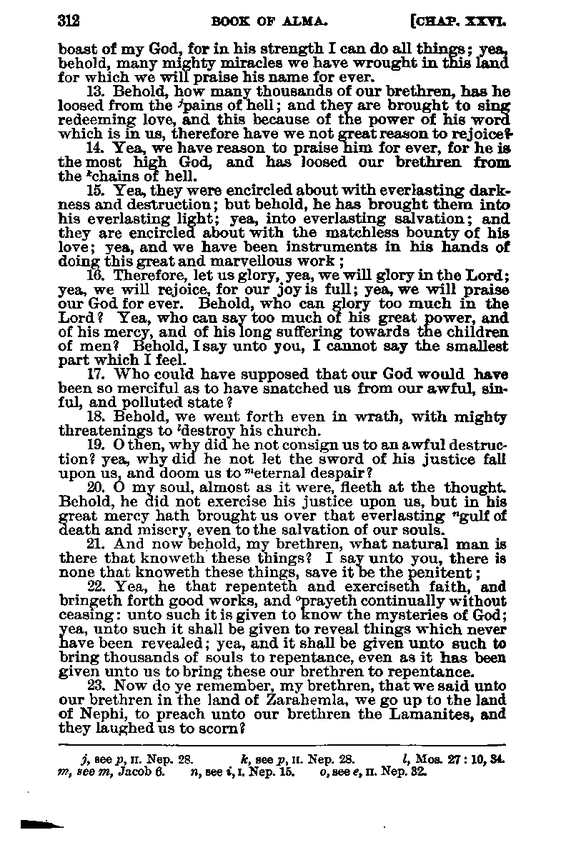 312 BOOK OF ALMA. [CHAP. XXVI.
boast of my God, for in his strength I can do all things; yea,
behold, many mighty miracles we have wrought in this land
for which we will praise his name for ever.
13. Behold, how many thousands of our brethren, has he
loosed from the ʲpains of hell; and they are brought to sing
redeeming love, and this because of the power of his word
which is in us, therefore have we not great reason to rejoice?
14. Yea, we have reason to praise him for ever, for he is
the most high God, and has loosed our brethren from
the ᵏchains of hell.
15. Yea, they were encircled about with everlasting dark-
ness and destruction; but behold, he has brought them into
his everlasting light; yea, into everlasting salvation; and
they are encircled about with the matchless bounty of his
love; yea, and we have been instruments in his hands of
doing this great and marvellous work;
16. Therefore, let us glory, yea, we will glory in the Lord;
yea, we will rejoice, for our joy is full; yea, we will praise
our God for ever. Behold, who can glory too much in the
Lord? Yea, who can say too much of his great power, and
of his mercy, and of his long suffering towards the children
of men? Behold, I say unto you, I cannot say the smallest
part which I feel.
17. Who could have supposed that our God would have
been so merciful as to have snatched us from our awful, sin-
ful, and polluted state?
18. Behold, we went forth even in wrath, with mighty
threatenings to ˡdestroy his church.
19. O then, why did he not consign us to an awful destruc-
tion? yea, why did he not let the sword of his justice fall
upon us, and doom us to ᵐeternal despair?
20. O my soul, almost as it were, fleeth at the thought.
Behold, he did not exercise his justice upon us, but in his
great mercy hath brought us over that everlasting ⁿgulf of
death and misery, even to the salvation of our souls.
21. And now behold, my brethren, what natural man is
there that knoweth these things? I say unto you, there is
none that knoweth these things, save it be the penitent;
22. Yea, he that repenteth and exerciseth faith, and
bringeth forth good works, and ᵒprayeth continually without
ceasing: unto such it is given to know the mysteries of God;
yea, unto such it shall be given to reveal things which never
have been revealed; yea, and it shall be given unto such to
bring thousands of souls to repentance, even as it has been
given unto us to bring these our brethren to repentance.
23. Now do ye remember, my brethren, that we said unto
our brethren in the land of Zarahemla, we go up to the land
of Nephi, to preach unto our brethren the Lamanites, and
they laughed us to scorn?
j, see p, II. Nep. 28. k, see p, II. Nep. 28. l, Mos. 27:10, 34.
m, see m, Jacob 6. n, see i, I. Nep. 15. o, see e, II. Nep. 32.